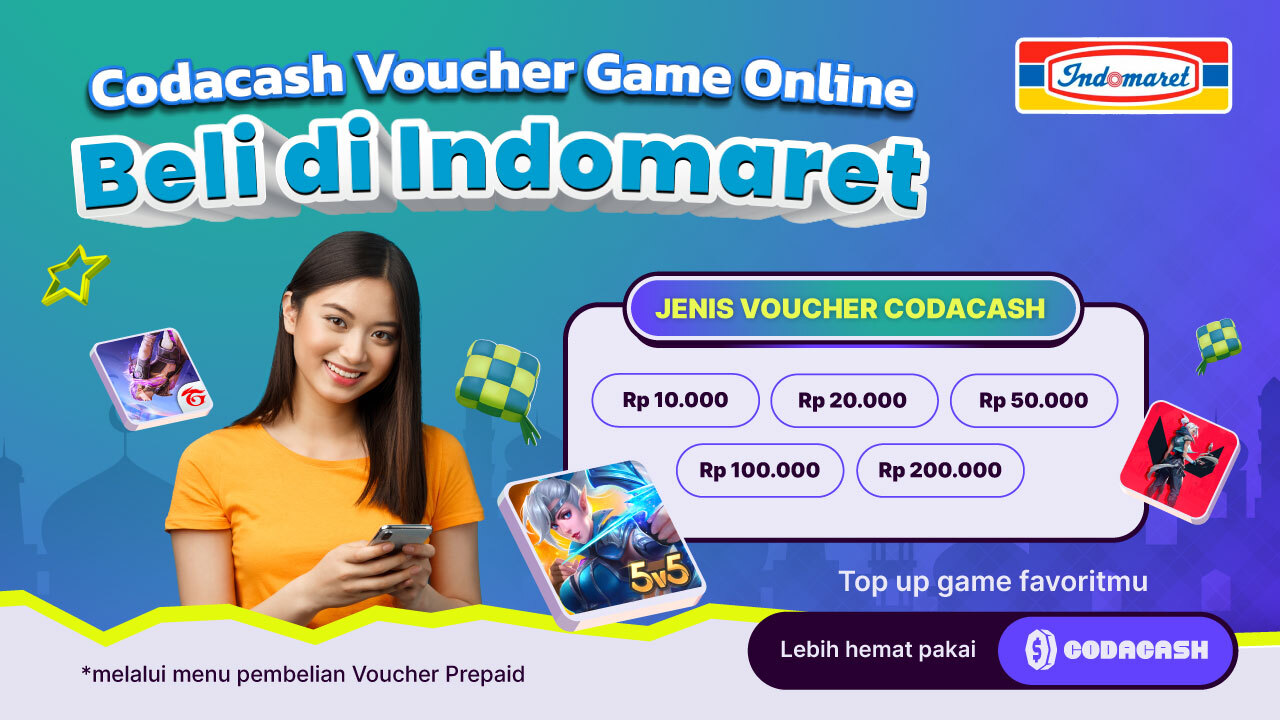 Codacash Voucher Game Online
Indomaret
Beli di Indomaret
JENIS VOUCHER CODACASH
Rp 10.000
Rp 20.000
Rp 50.000
Rp 100.000
Rp 200.000
5v5
Top up game favoritmu
Lebih hemat pakai
CODACASH
*melalui menu pembelian Voucher Prepaid